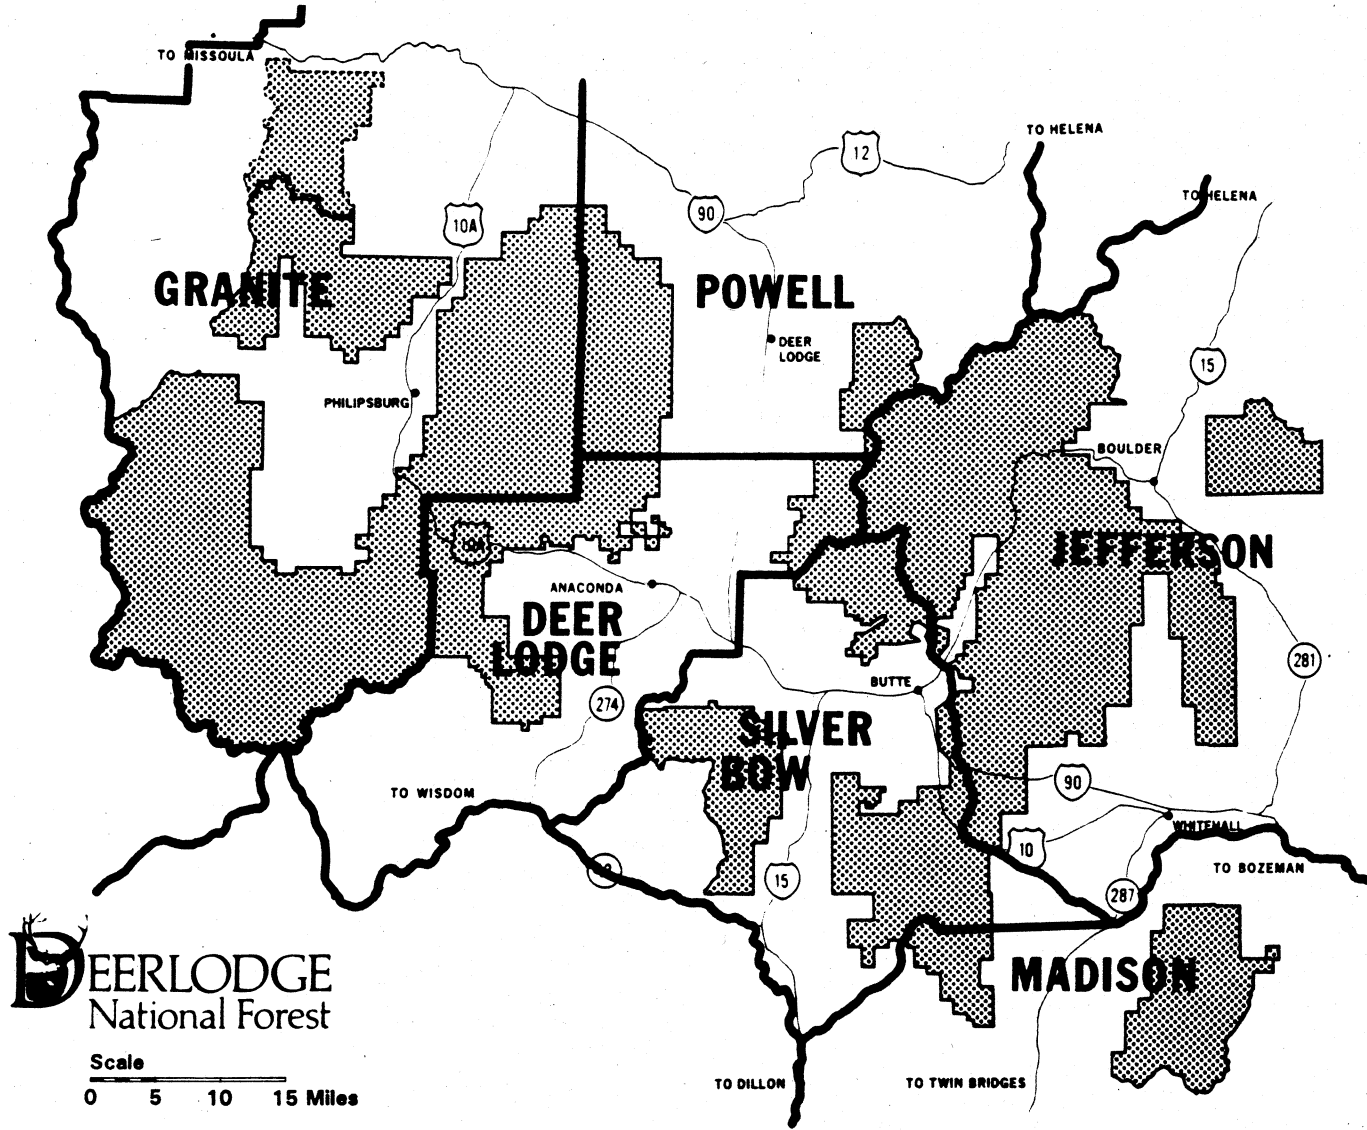 TO MISSOULA
TO HELENA
12
TO HELENA
90
10A
GRANITE
POWELL
DEER
LODGE
15
PHILIPSBURG
BOULDER
10A
JEFFERSON
ANACONDA
DEER
LODGE
281
BUTTE
274
SILVER
BOW
90
TO WISDOM
WHITEHALL
10
TO BOZEMAN
15
287
DEERLODGE
National Forest
MADISON
Scale
0 5 10 15 Miles
TO DILLON
TO TWIN BRIDGES